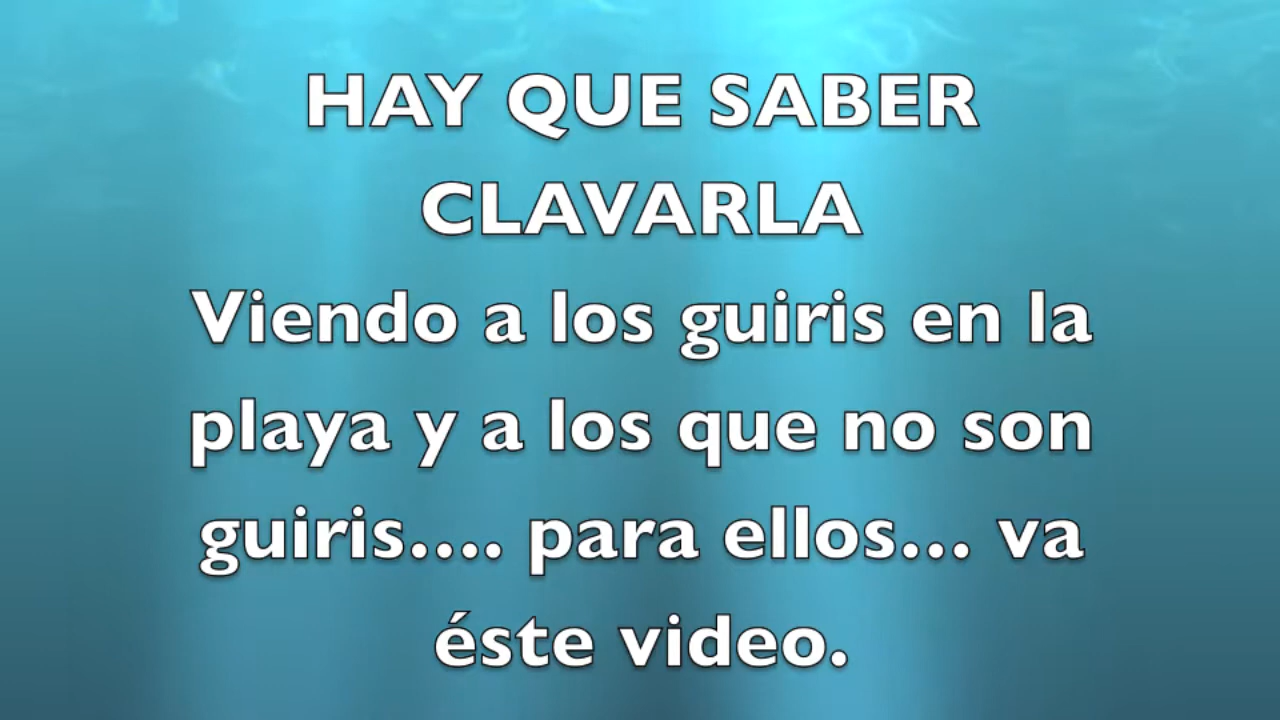 HAY QUE SABER
CLAVARLA
Viendo a los guiris en la
playa y a los que no son
guiris.... para ellos... va
éste video.